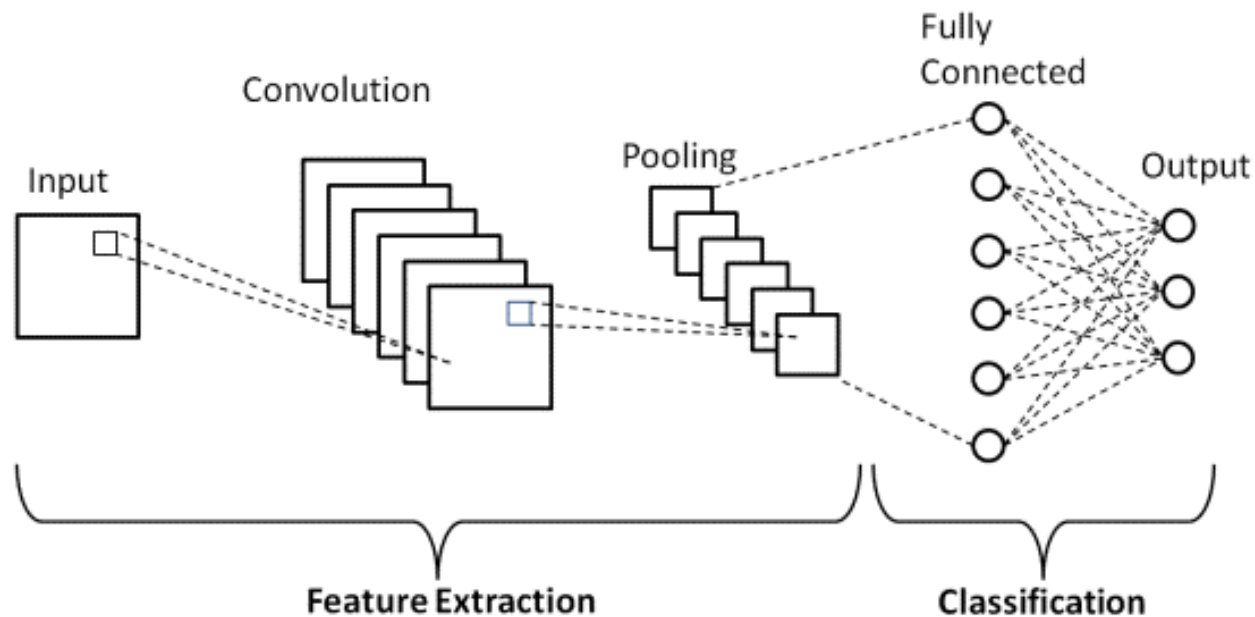 Input
Convolution
Pooling
Fully
Connected
Output
Feature Extraction
Classification